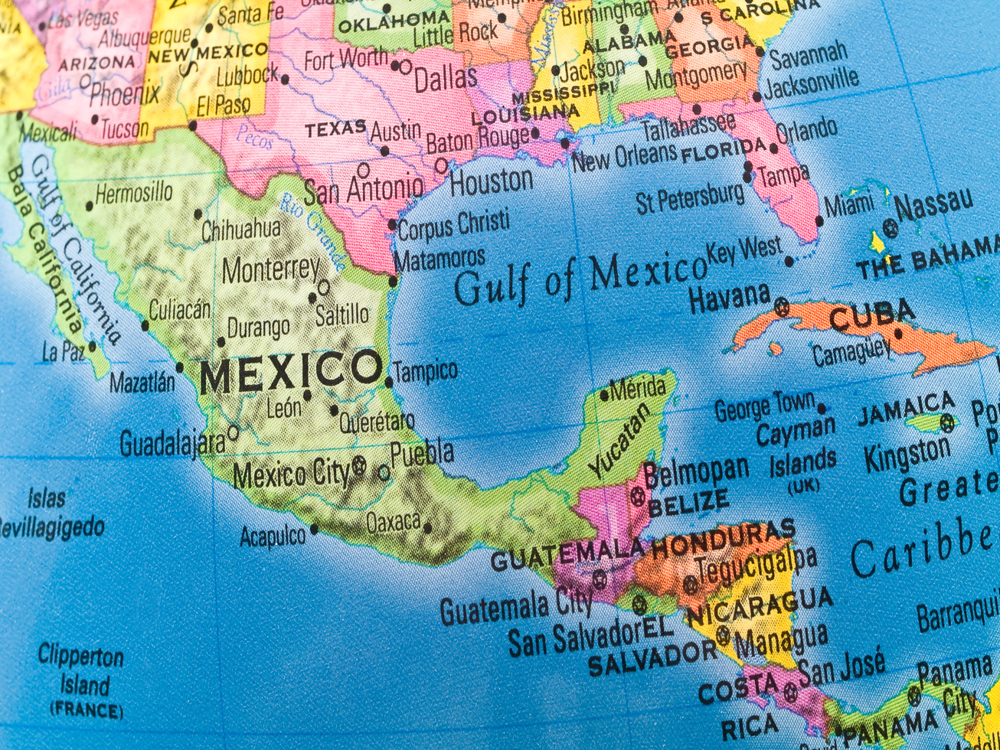 Las Vegas
Santa Fe
Albuquerque
ARIZONA
NEW MEXICO
Gila
Phoenix
Lubbock
El Paso
Mexicali
Tucson
OKLAHOMA
Little Rock
Memphis
Birmingham
Atlanta
S CAROLINA
Fort Worth
Dallas
ALABAMA
GEORGIA
Savannah
Jackson
Montgomery
Jacksonville
MISSISSIPPI
LOUISIANA
TEXAS
Austin
Pecos
Baton Rouge
Tallahassee
Orlando
New Orleans
FLORIDA
San Antonio
Houston
Tampa
St Petersburg
Miami
Nassau
Hermosillo
Gulf of California
Baja California
Chihuahua
Rio Grande
Corpus Christi
Matamoros
Monterrey
Gulf of Mexico
Key West
THE BAHAMA
Havana
CUBA
Culiacán
Saltillo
Durango
Camagüey
La Paz
Mazatlán
MEXICO
Tampico
León
Querétaro
Mérida
Yucatan
George Town
Cayman
Islands
(UK)
JAMAICA
Kingston
Guadalajara
Mexico City
Puebla
Belmopan
BELIZE
Greate
Islas
evillagigedo
Acapulco
Oaxaca
GUATEMALA
HONDURAS
Caribbe
Tegucigalpa
Guatemala City
NICARAGUA
San Salvador
EL
SALVADOR
Managua
Barranqui
Clipperton
Island
(FRANCE)
COSTA
RICA
San José
Panama
City
PANAMA